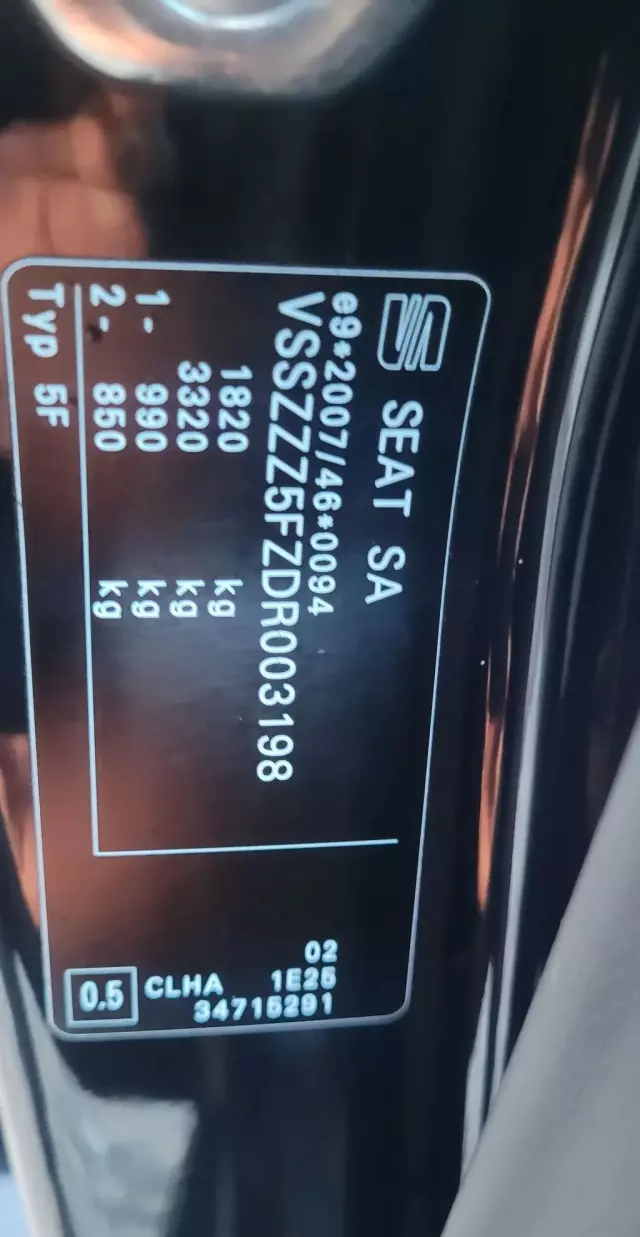 SEAT SA
e9*2007/46*0094
VSSZZZ5FZDR003198
1820 kg
3320 kg
1- 990 kg
2- 850 kg
Typ 5F
02
1E25
34715291
CLHA
0.5